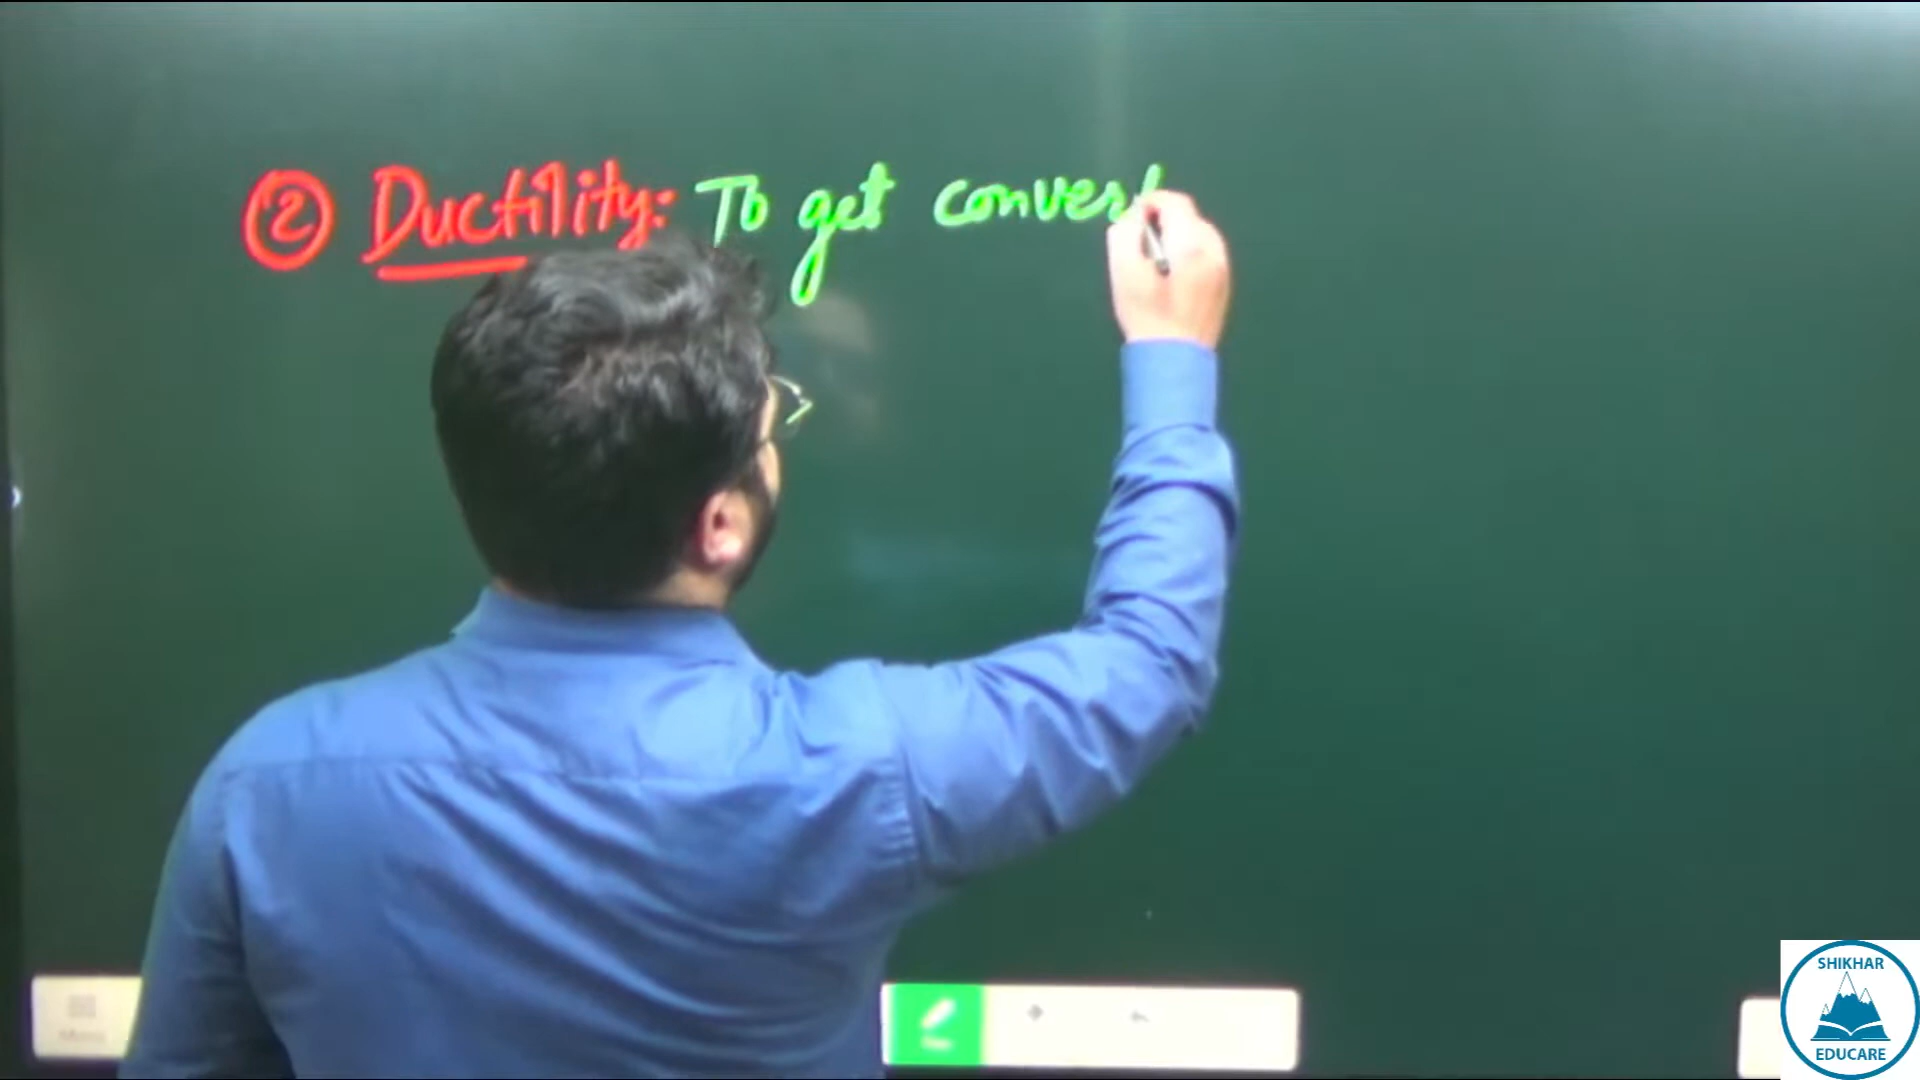 ② Ductility: To get convert
SHIKHAR
EDUCARE